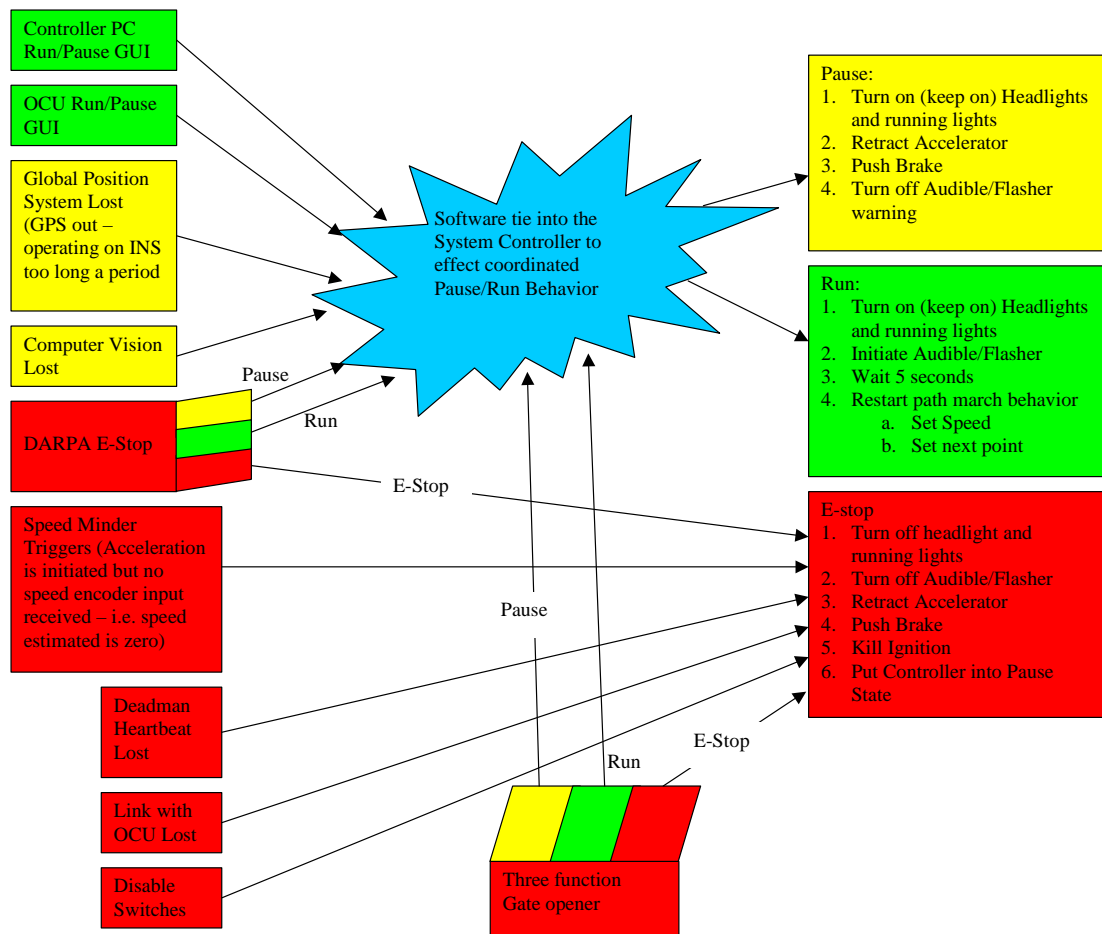 Controller PC
Run/Pause GUI
OCU Run/Pause
GUI
Global Position
System Lost
(GPS out –
operating on INS
too long a period
Computer Vision
Lost
DARPA E-Stop
Pause
Run
E-Stop
Speed Minder
Triggers (Acceleration
is initiated but no
speed encoder input
received – i.e. speed
estimated is zero)
Deadman
Heartbeat
Lost
Link with
OCU Lost
Disable
Switches
Software tie into the
System Controller to
effect coordinated
Pause/Run Behavior
Pause
Run
E-Stop
Three function
Gate opener
Pause:
1. Turn on (keep on) Headlights
and running lights
2. Retract Accelerator
3. Push Brake
4. Turn off Audible/Flasher
warning
Run:
1. Turn on (keep on) Headlights
and running lights
2. Initiate Audible/Flasher
3. Wait 5 seconds
4. Restart path march behavior
a. Set Speed
b. Set next point
E-stop
1. Turn off headlight and
running lights
2. Turn off Audible/Flasher
3. Retract Accelerator
4. Push Brake
5. Kill Ignition
6. Put Controller into Pause
State